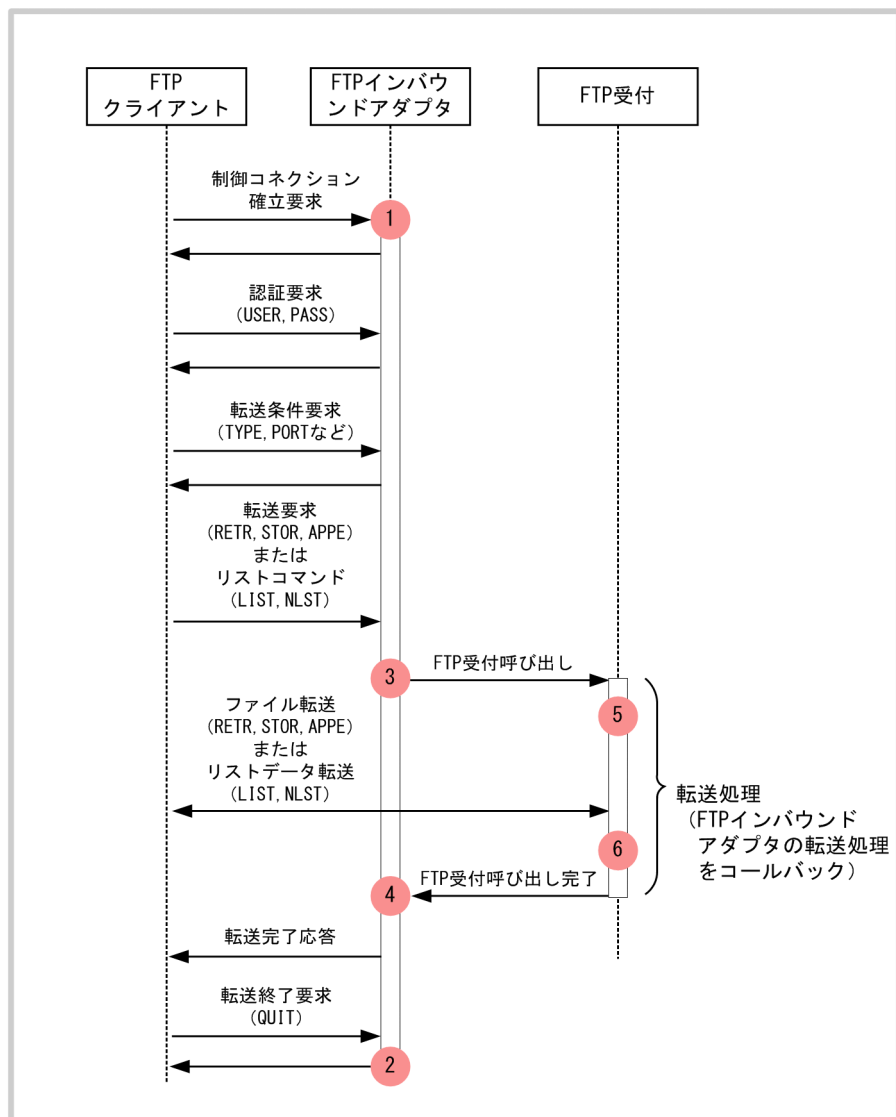 FTP
クライアント
FTPインバウ
ンドアダプタ
FTP受付
制御コネクション
確立要求
1
認証要求
(USER, PASS)
転送条件要求
(TYPE, PORTなど)
転送要求
(RETR, STOR, APPE)
または
リストコマンド
(LIST, NLST)
3
FTP受付呼び出し
ファイル転送
(RETR, STOR, APPE)
または
リストデータ転送
(LIST, NLST)
5
転送処理
(FTPインバウンド
アダプタの転送処理
をコールバック)
6
FTP受付呼び出し完了
4
転送完了応答
転送終了要求
(QUIT)
2